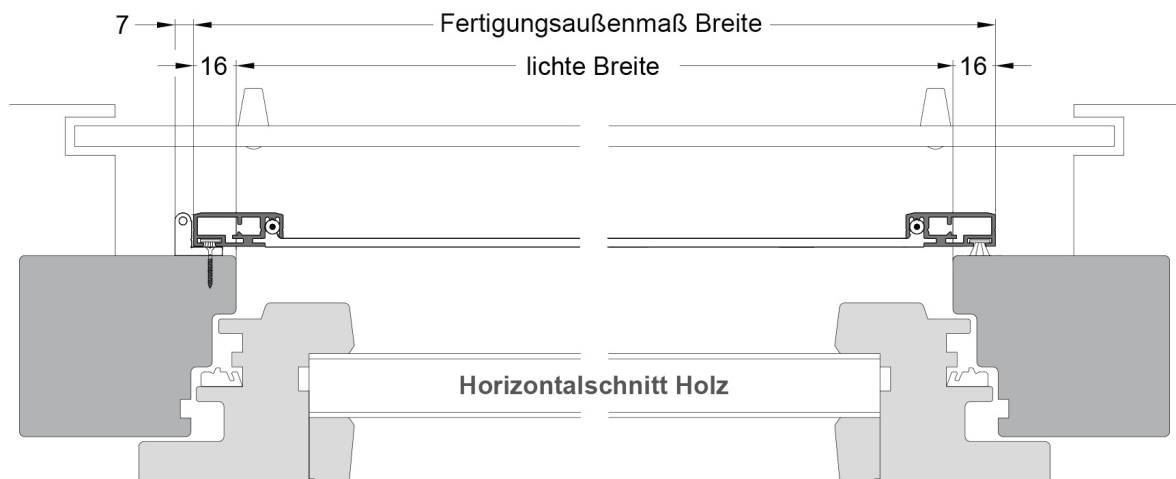 7
Fertigungsaußenmaß Breite
16
lichte Breite
16
Horizontalschnitt Holz